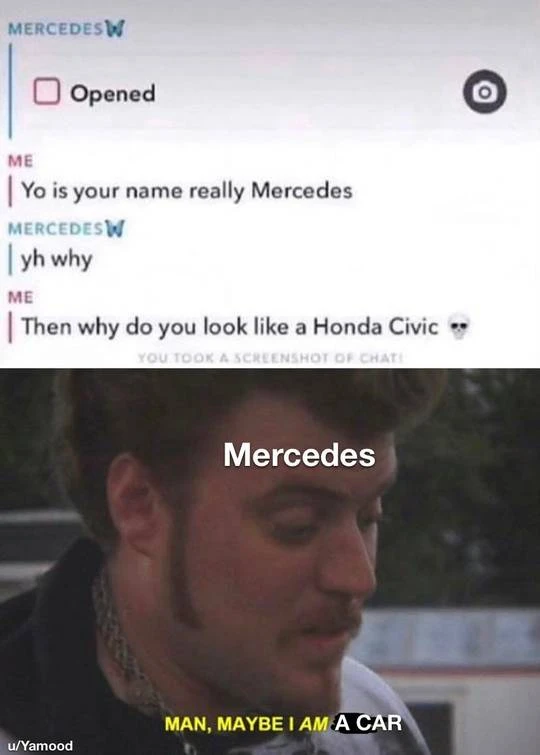 MERCEDES🦋
Opened
ME
Yo is your name really Mercedes
MERCEDES🦋
yh why
ME
Then why do you look like a Honda Civic 💀
YOU TOOK A SCREENSHOT OF CHAT!
Mercedes
MAN, MAYBE I AM A CAR
u/Yamood